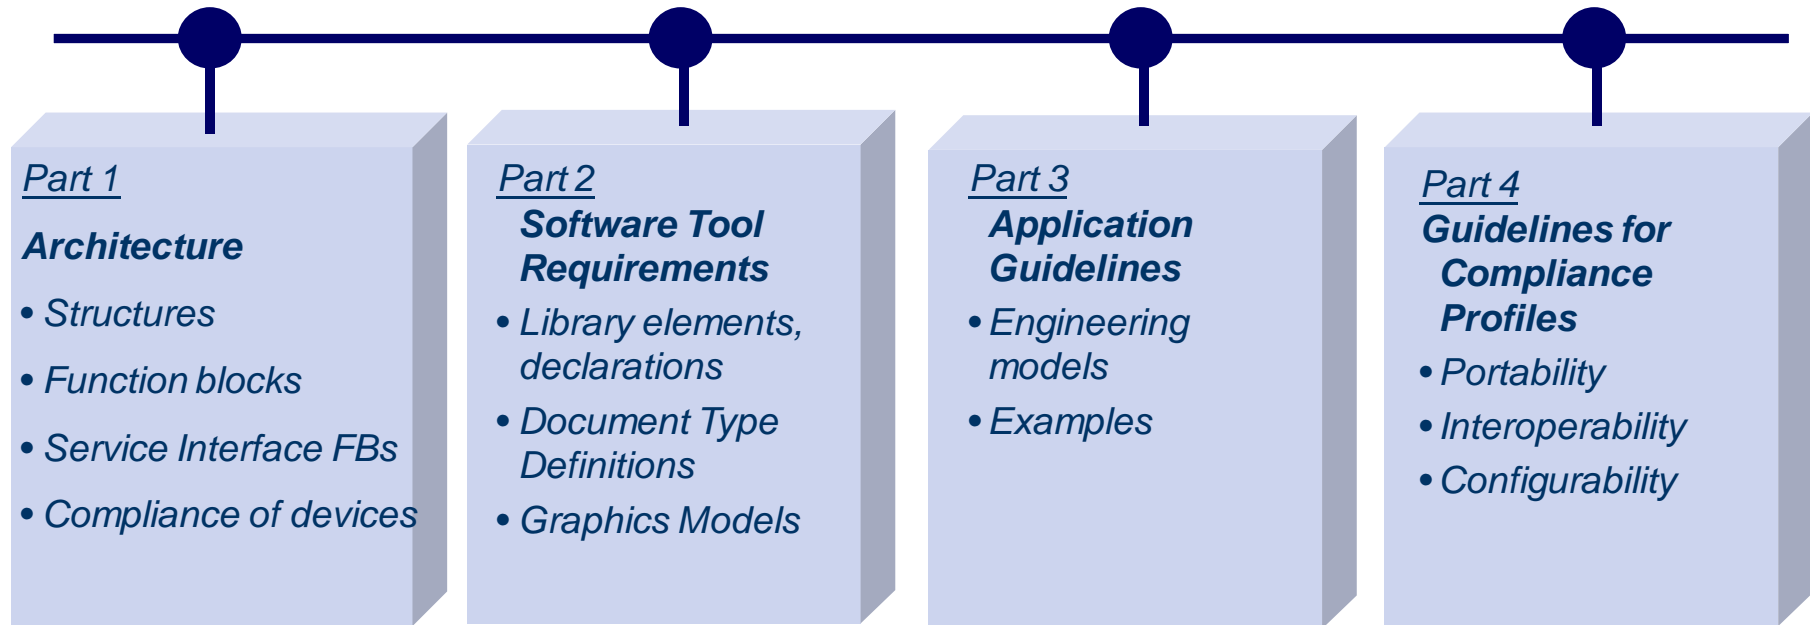 Part 1
Architecture
• Structures
• Function blocks
• Service Interface FBs
• Compliance of devices
Part 2
Software Tool
Requirements
• Library elements,
declarations
• Document Type
Definitions
• Graphics Models
Part 3
Application
Guidelines
• Engineering
models
• Examples
Part 4
Guidelines for
Compliance
Profiles
• Portability
• Interoperability
• Configurability